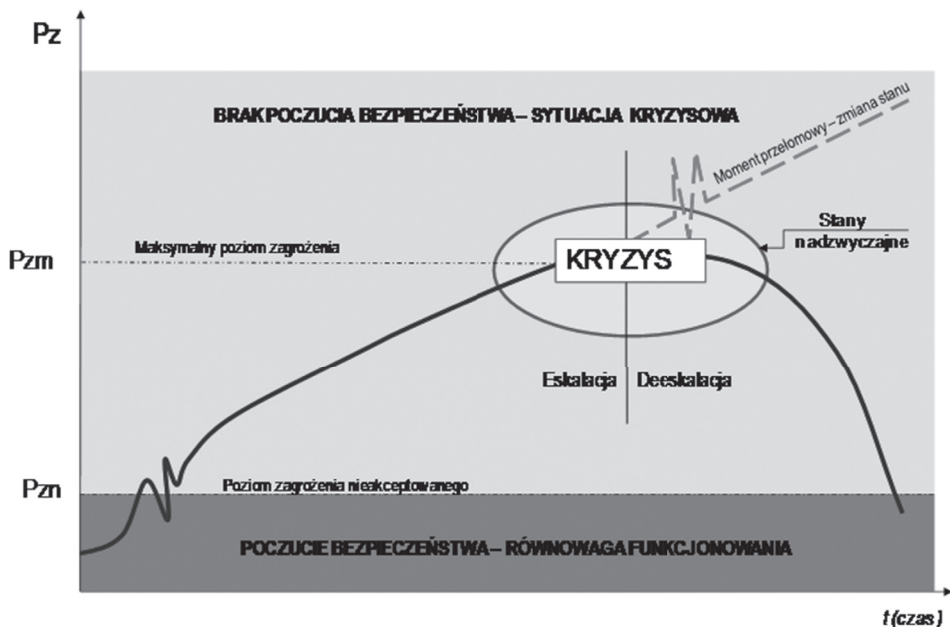 Pz
BRAK POCZUCIA BEZPIECZEŃSTWA – SYTUACJA KRYZYSOWA
Moment przełomowy – zmiana stanu
Stany
nadzwyczajne
Maksymalny poziom zagrożenia
Pzm
KRYZYS
Eskalacja
Deeskalacja
Pzn
Poziom zagrożenia nieakceptowanego
POCZUCIE BEZPIECZEŃSTWA – RÓWNOWAGA FUNKCJONOWANIA
t (czas)